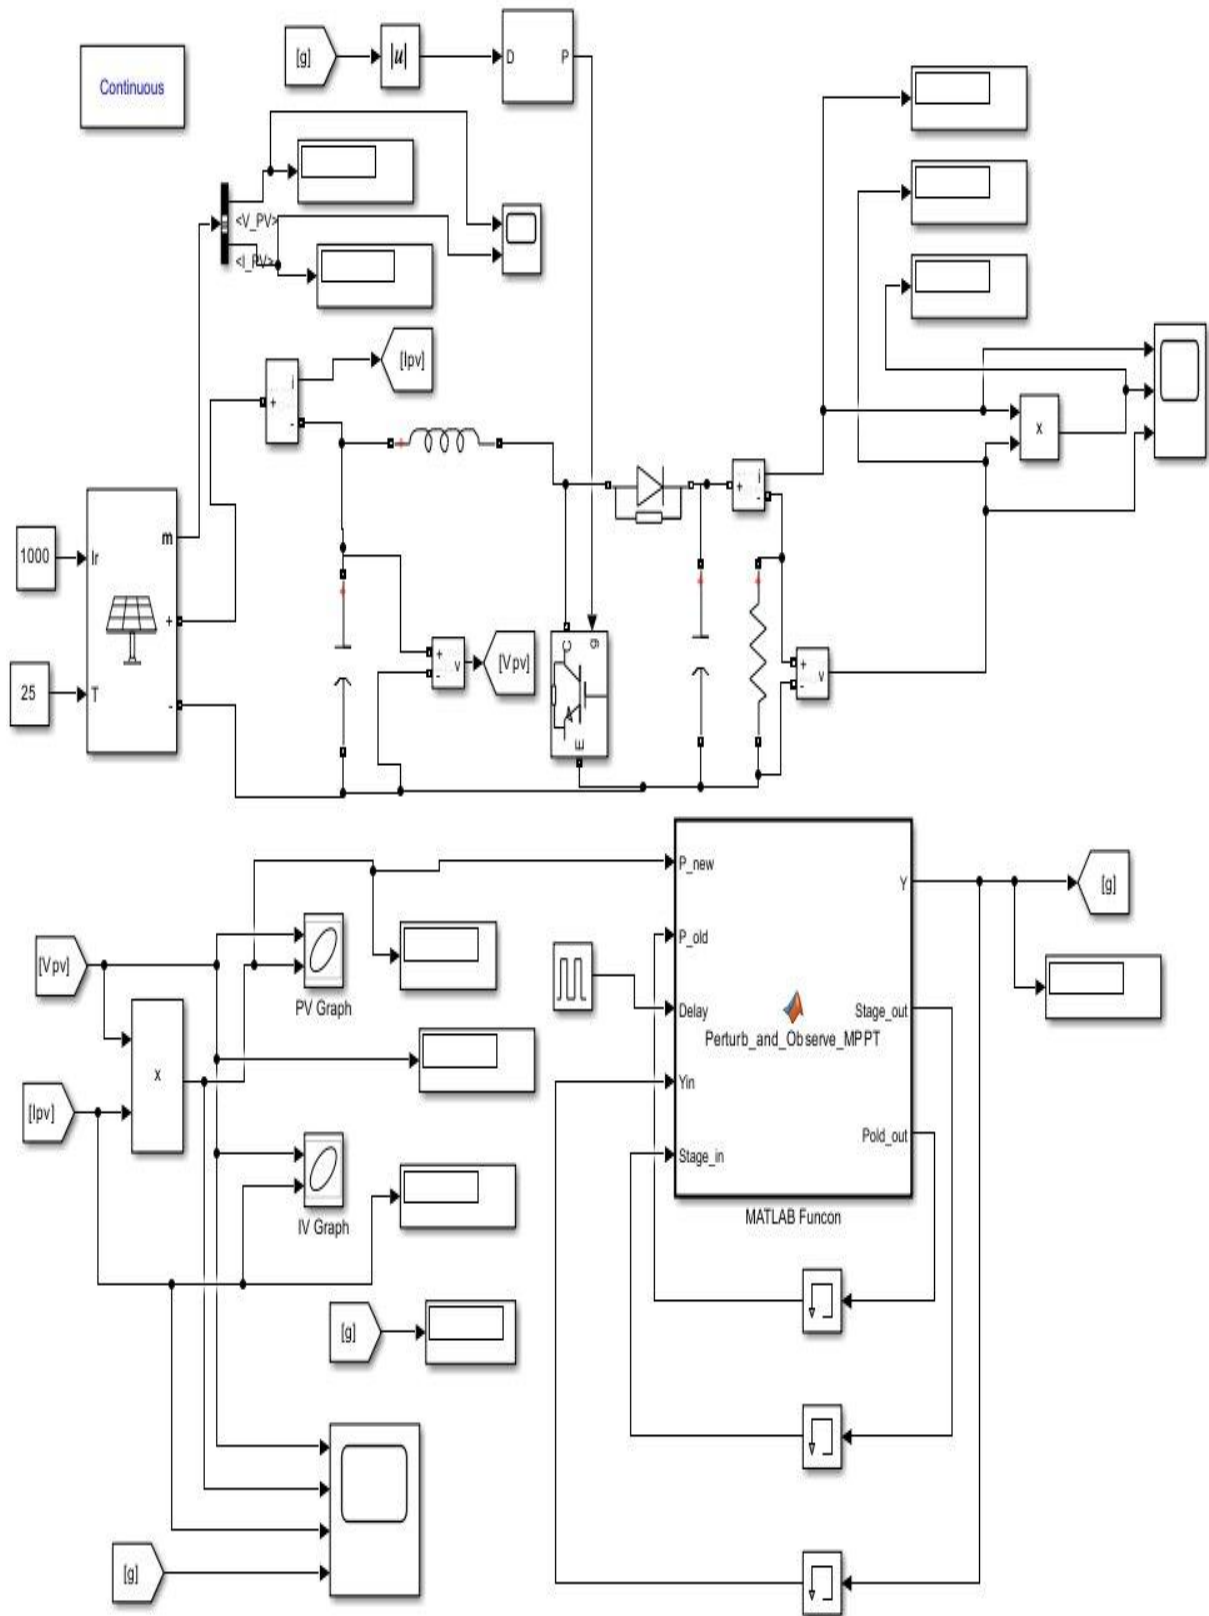 [g]
|u|
D
P
Continuous
<V_PV>
<I_PV>
[Ipv]
i
+
-
1000
Ir
m
+
25
T
-
+
-
v
[Vpv]
C
g
E
+
i
-
x
+
-
v
P_new
Y
[g]
P_old
[Vpv]
PV Graph
Delay
Stage_out
Perturb_and_Observe_MPPT
x
Yin
[Ipv]
Pold_out
Stage_in
IV Graph
MATLAB Funcon
[g]
[g]